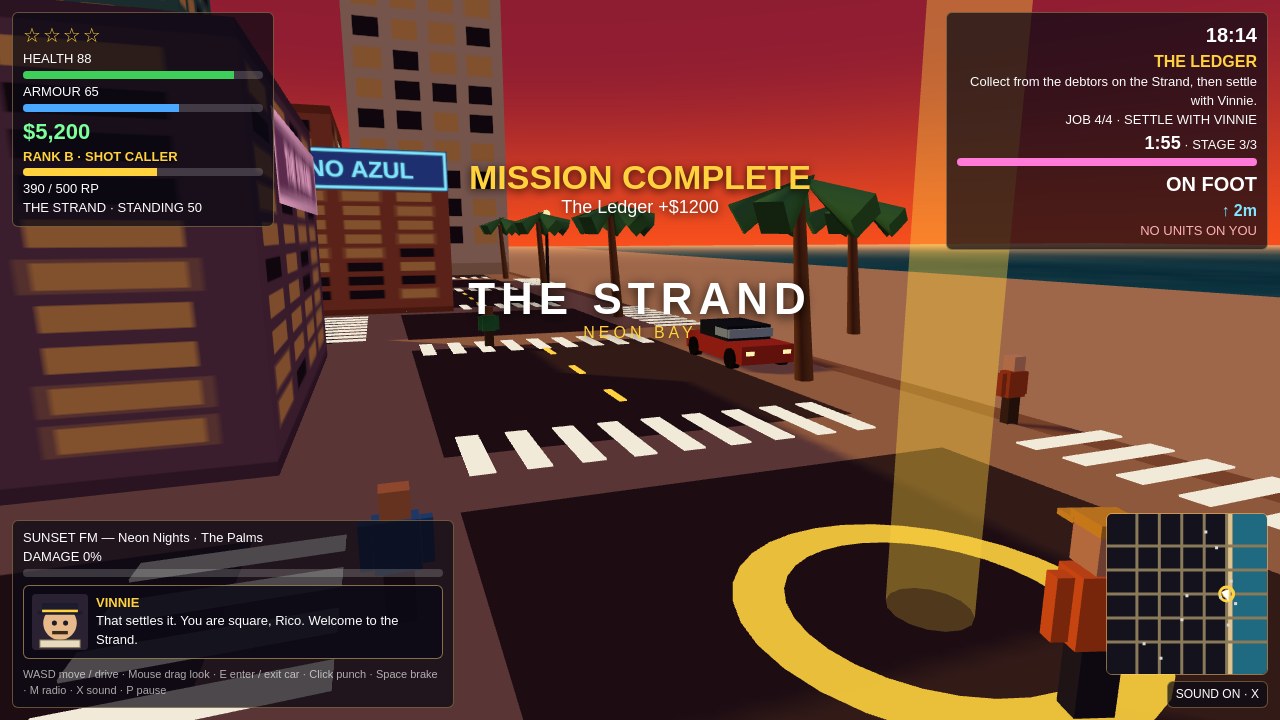 ☆☆☆☆
HEALTH 88
ARMOUR 65
$5,200
RANK B · SHOT CALLER
390 / 500 RP
THE STRAND · STANDING 50
NO AZUL
MISSION COMPLETE
The Ledger +$1200
THE STRAND
NEON BAY
18:14
THE LEDGER
Collect from the debtors on the Strand, then settle
with Vinnie.
JOB 4/4 · SETTLE WITH VINNIE
1:55 · STAGE 3/3
ON FOOT
↑ 2m
NO UNITS ON YOU
SUNSET FM — Neon Nights · The Palms
DAMAGE 0%
VINNIE
That settles it. You are square, Rico. Welcome to the
Strand.
WASD move / drive · Mouse drag look · E enter / exit car · Click punch · Space brake
· M radio · X sound · P pause
SOUND ON · X